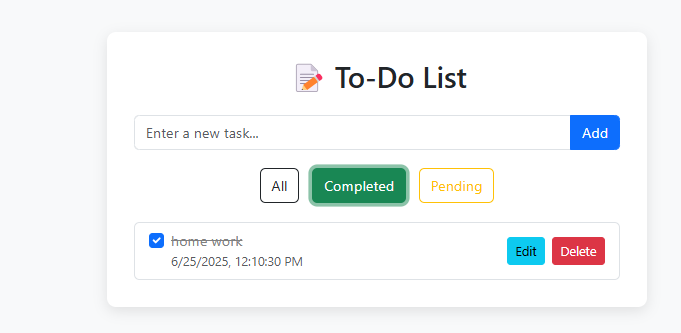 📝 To-Do List
Enter a new task...
Add
All
Completed
Pending
home work
Edit
Delete
6/25/2025, 12:10:30 PM